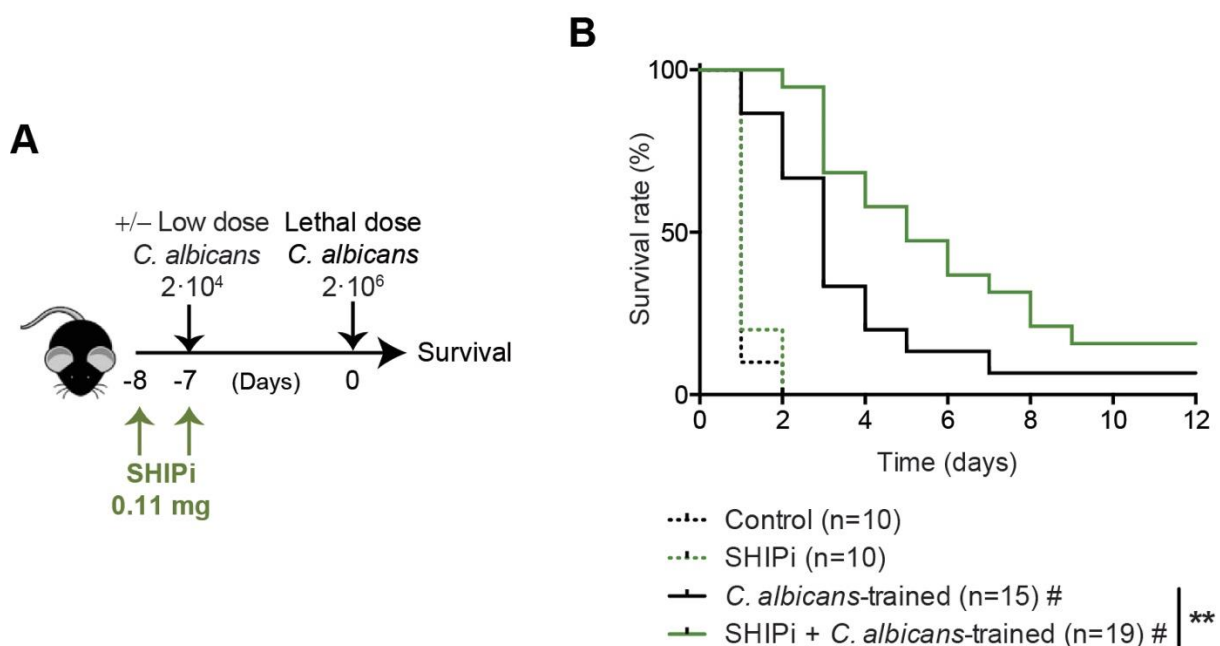 A
+/– Low dose
C. albicans
2·10⁴
Lethal dose
C. albicans
2·10⁶
Survival
-8
-7
(Days)
0
SHIPi
0.11 mg
B
Survival rate (%)
100
50
0
0
2
4
6
8
10
12
Time (days)
Control (n=10)
SHIPi (n=10)
C. albicans-trained (n=15) #
SHIPi + C. albicans-trained (n=19) #
**